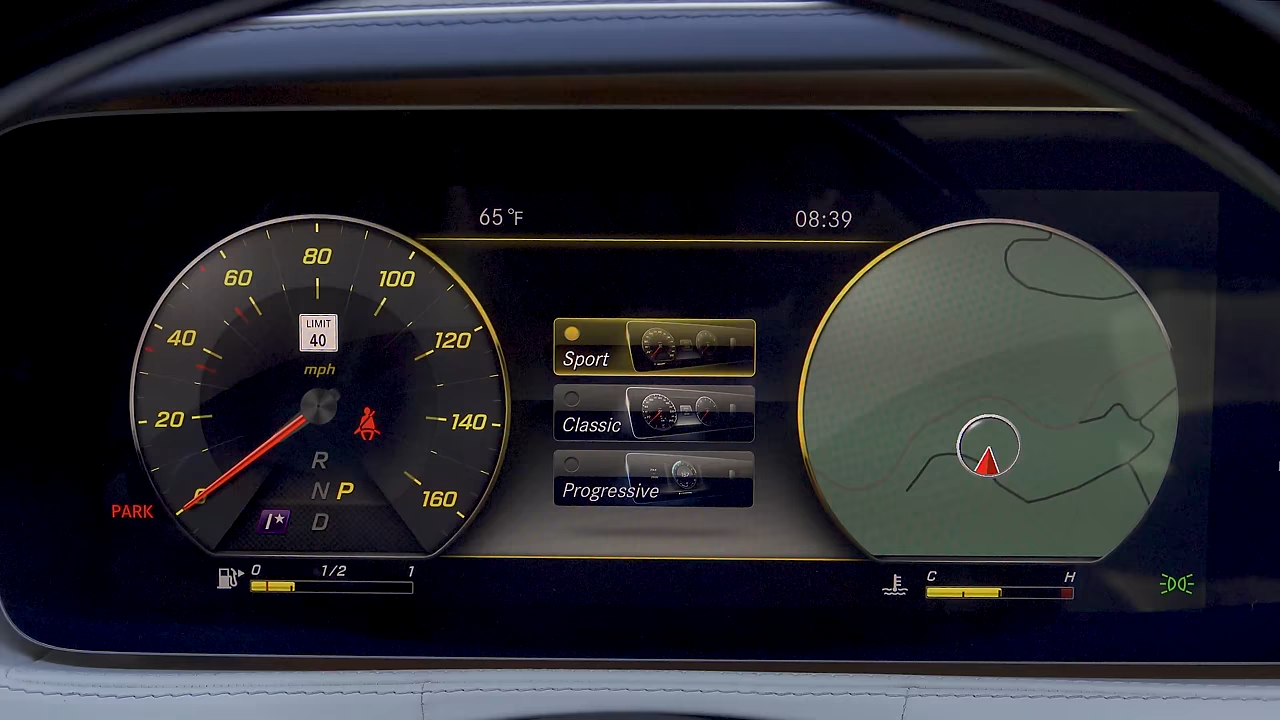 65°F
08:39
80
60
100
LIMIT
40
40
120
mph
20
140
0
160
R
N P
D
I*
PARK
Sport
Classic
Progressive
0 1/2 1
C H